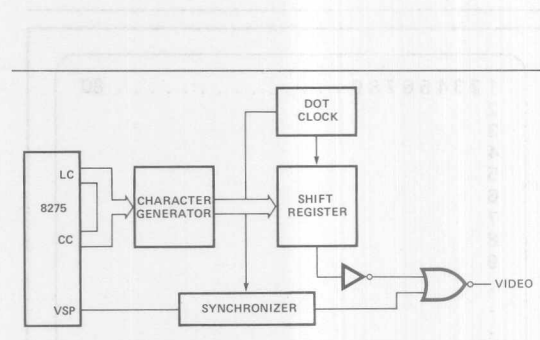 DOT
CLOCK
LC
8275
CC
VSP
CHARACTER
GENERATOR
SHIFT
REGISTER
SYNCHRONIZER
VIDEO